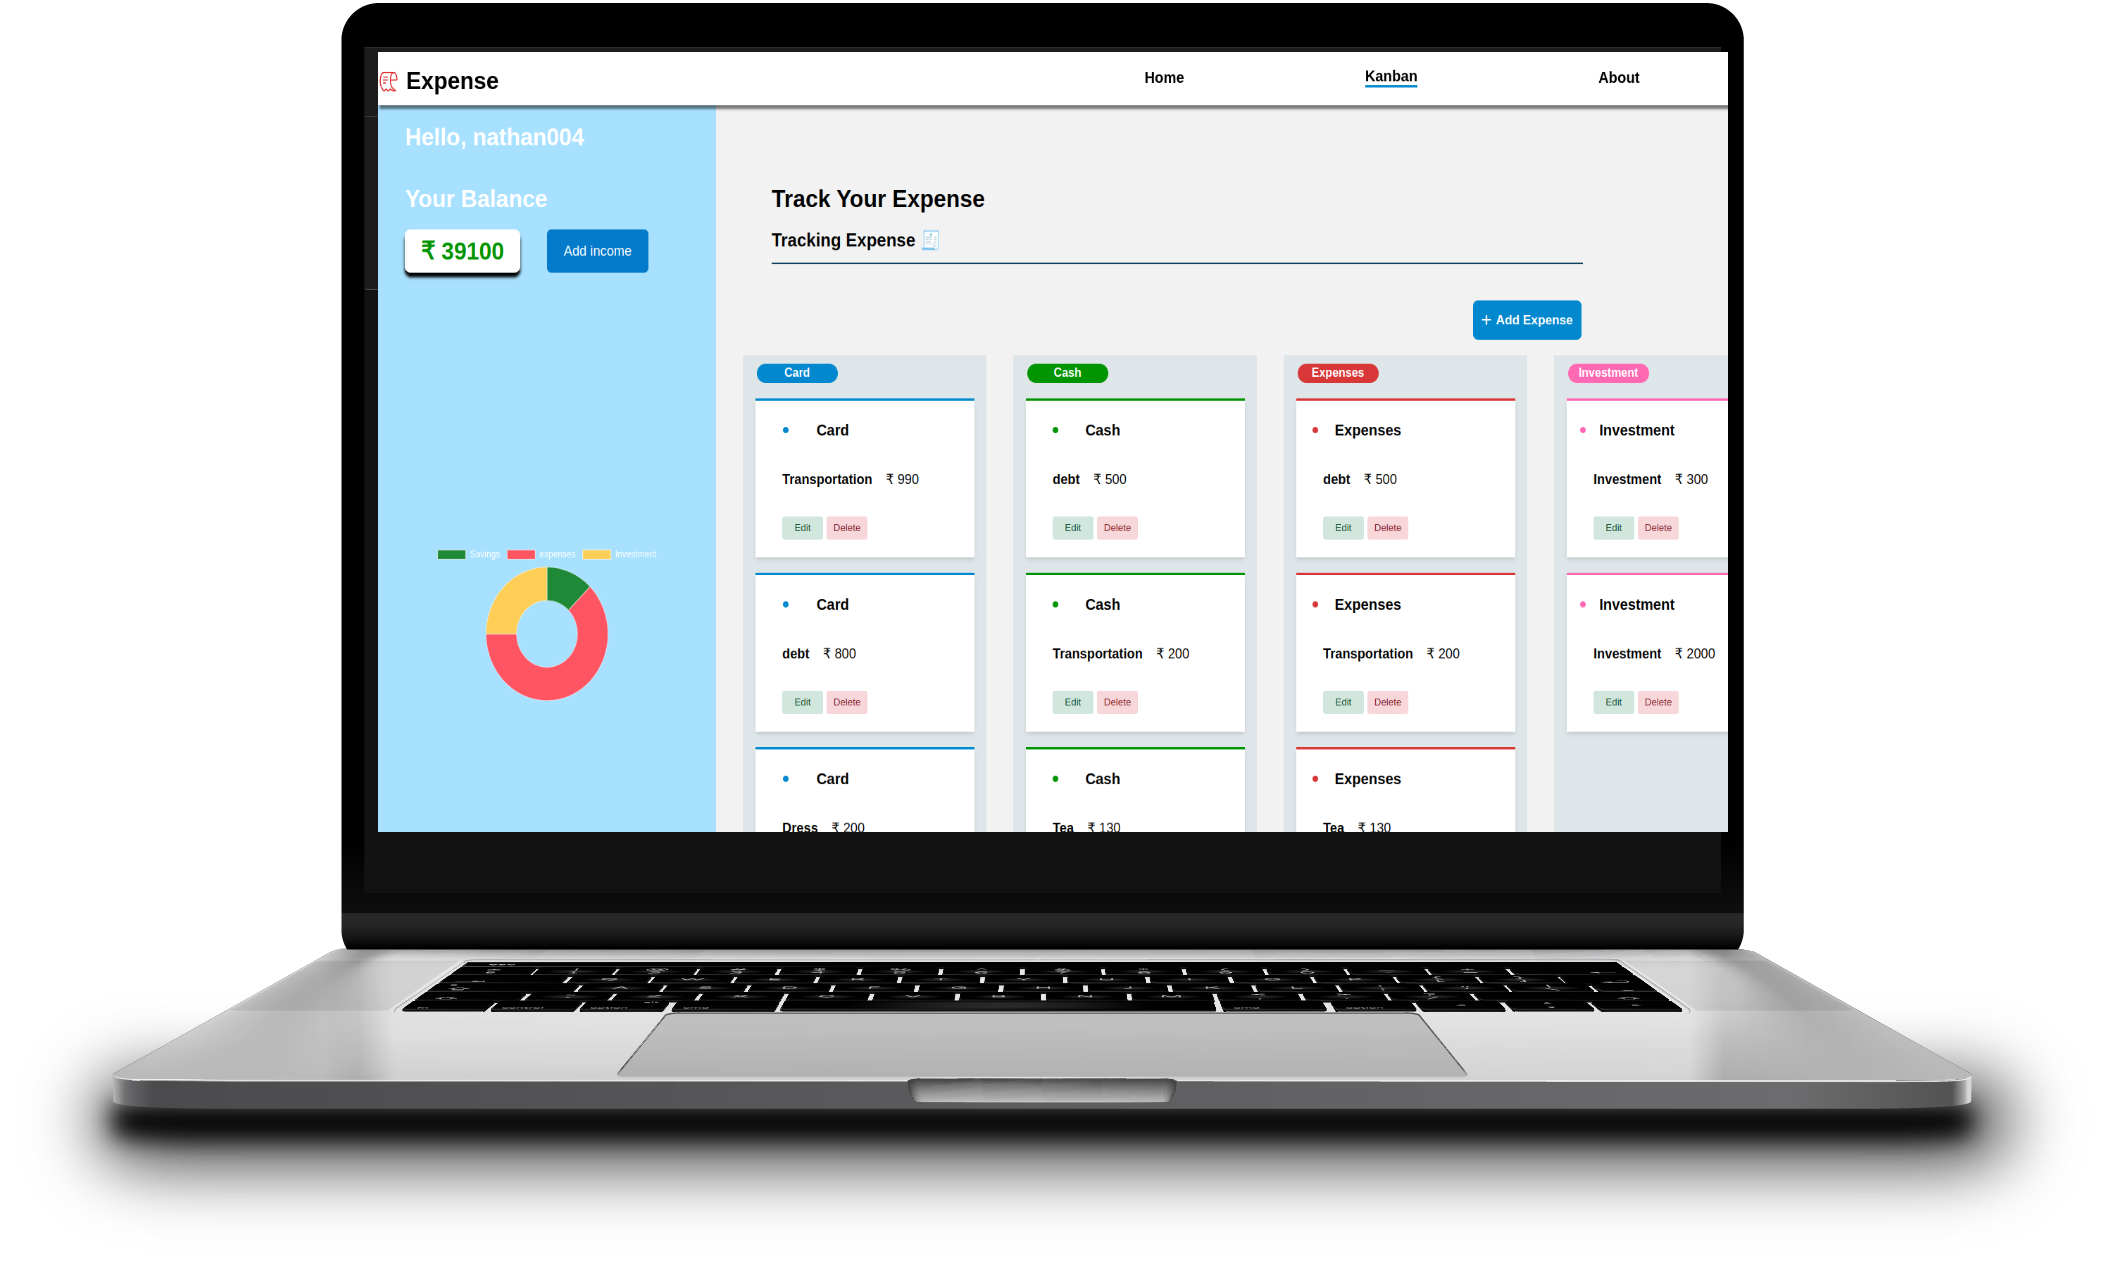 Expense
Home Kanban About
Hello, nathan004
Your Balance
₹ 39100
Add income
Savings expenses Investment
Track Your Expense
Tracking Expense
+ Add Expense
Card
Card
Transportation ₹ 990
Edit Delete
Card
debt ₹ 800
Edit Delete
Card
Dress ₹ 200
Cash
Cash
debt ₹ 500
Edit Delete
Cash
Transportation ₹ 200
Edit Delete
Cash
Tea ₹ 130
Expenses
Expenses
debt ₹ 500
Edit Delete
Expenses
Transportation ₹ 200
Edit Delete
Expenses
Tea ₹ 130
Investment
Investment
Investment ₹ 300
Edit Delete
Investment
Investment ₹ 2000
Edit Delete